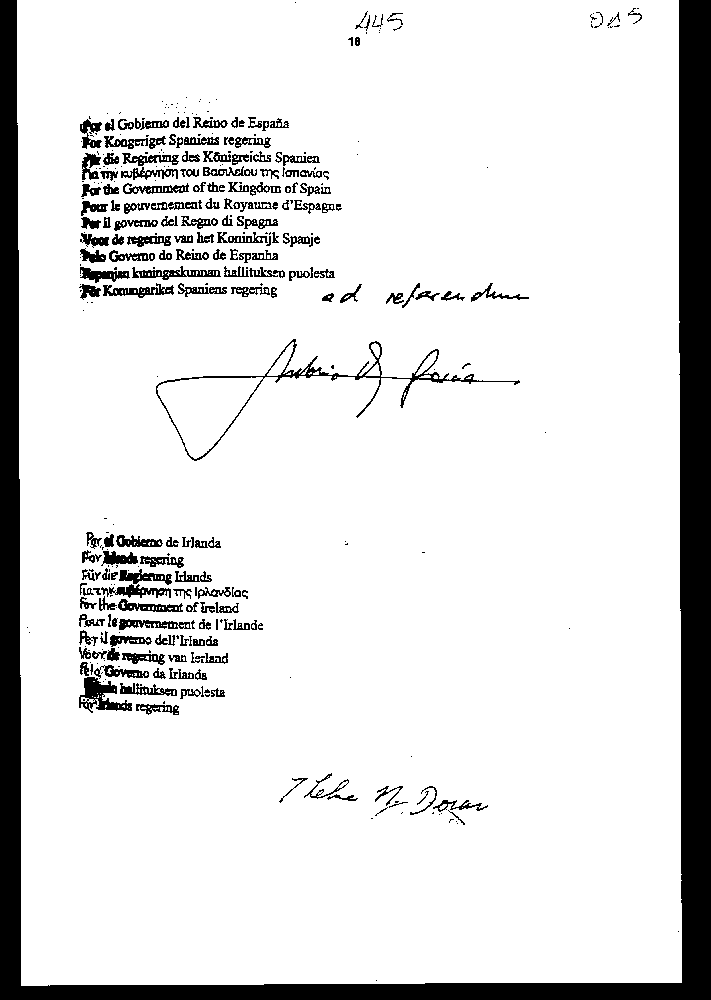 445
18
Por el Gobierno del Reino de España
For Kongeriget Spaniens regering
Für die Regierung des Königreichs Spanien
Για την κυβέρνηση του Βασιλείου της Ισπανίας
For the Government of the Kingdom of Spain
Pour le gouvernement du Royaume d'Espagne
Per il governo del Regno di Spagna
Voor de regering van het Koninkrijk Spanje
Pelo Governo do Reino de Espanha
Espanjan kuningaskunnan hallituksen puolesta
För Konungariket Spaniens regering
ad referendum
Por el Gobierno de Irlanda
For Irlands regering
Für die Regierung Irlands
Για την κυβέρνηση της Ιρλανδίας
For the Government of Ireland
Pour le gouvernement de l'Irlande
Per il governo dell'Irlanda
Voor de regering van Ierland
Pelo Governo da Irlanda
hallituksen puolesta
För Irlands regering
Thelma M. Doran